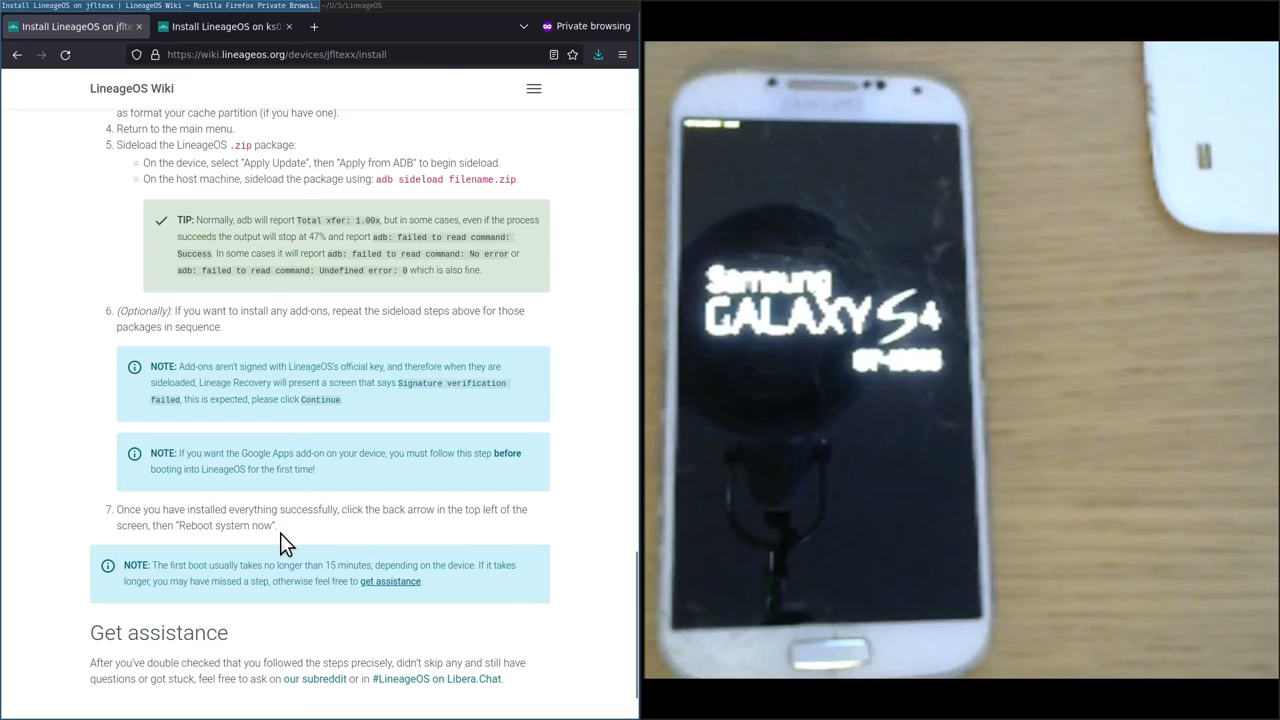 Install LineageOS on jfltexx | LineageOS Wiki — Mozilla Firefox Private Browsi…
~/U/5/LineageOS
Install LineageOS on jflte
Install LineageOS on ks0
Private browsing
https://wiki.lineageos.org/devices/jfltexx/install
LineageOS Wiki
as format your cache partition (if you have one).
4. Return to the main menu.
5. Sideload the LineageOS .zip package:
On the device, select “Apply Update”, then “Apply from ADB” to begin sideload.
On the host machine, sideload the package using: adb sideload filename.zip.
TIP: Normally, adb will report Total xfer: 1.00x, but in some cases, even if the process
succeeds the output will stop at 47% and report adb: failed to read command:
Success. In some cases it will report adb: failed to read command: No error or
adb: failed to read command: Undefined error: 0 which is also fine.
6. (Optionally): If you want to install any add-ons, repeat the sideload steps above for those
packages in sequence.
NOTE: Add-ons aren’t signed with LineageOS’s official key, and therefore when they are
sideloaded, Lineage Recovery will present a screen that says Signature verification
failed, this is expected, please click Continue.
NOTE: If you want the Google Apps add-on on your device, you must follow this step before
booting into LineageOS for the first time!
7. Once you have installed everything successfully, click the back arrow in the top left of the
screen, then “Reboot system now”.
NOTE: The first boot usually takes no longer than 15 minutes, depending on the device. If it takes
longer, you may have missed a step, otherwise feel free to get assistance.
Get assistance
After you’ve double checked that you followed the steps precisely, didn’t skip any and still have
questions or got stuck, feel free to ask on our subreddit or in #LineageOS on Libera.Chat.
Samsung
GALAXY S4